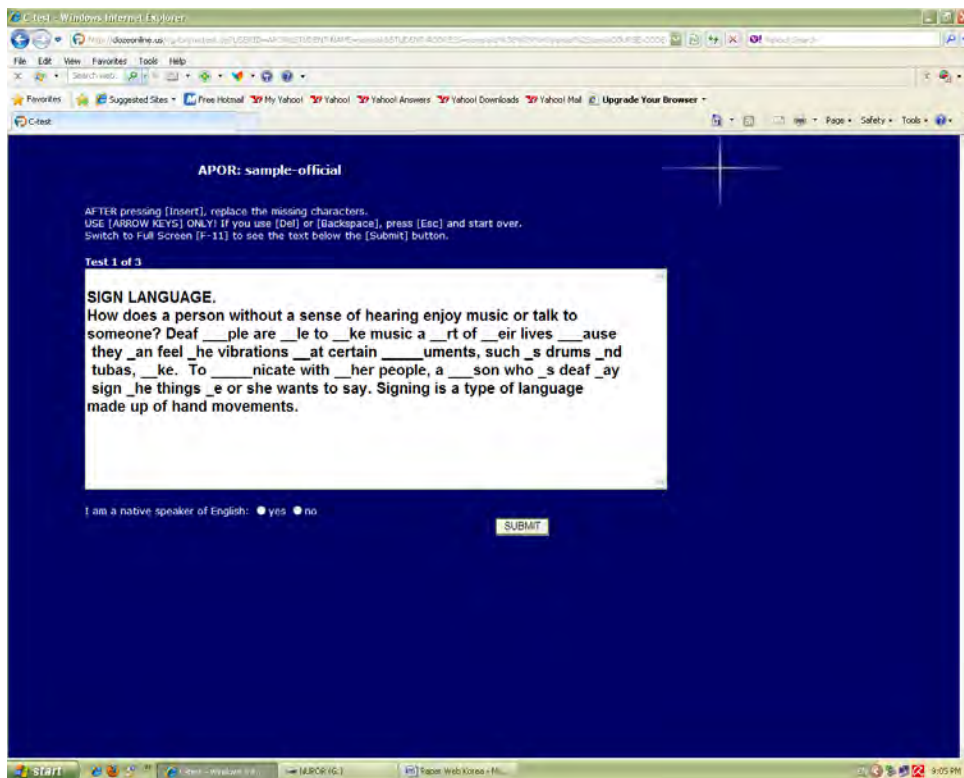 C-test - Windows Internet Explorer
File Edit View Favorites Tools Help
Search web
Favorites Suggested Sites Free Hotmail My Yahoo! Yahoo! Yahoo! Answers Yahoo! Downloads Yahoo! Mail Upgrade Your Browser
C-test Page Safety Tools
APOR: sample-official
AFTER pressing [Insert], replace the missing characters.
USE [ARROW KEYS] ONLY! If you use [Del] or [Backspace], press [Esc] and start over.
Switch to Full Screen [F-11] to see the text below the [Submit] button.
Test 1 of 3
SIGN LANGUAGE.
How does a person without a sense of hearing enjoy music or talk to
someone? Deaf ___ple are __le to __ke music a __rt of __eir lives ___ause
they _an feel _he vibrations __at certain _____uments, such _s drums _nd
tubas, __ke. To _____nicate with __her people, a ___son who _s deaf _ay
sign _he things _e or she wants to say. Signing is a type of language
made up of hand movements.
I am a native speaker of English: yes no
SUBMIT
start C-test - Windows Int... 9:05 PM